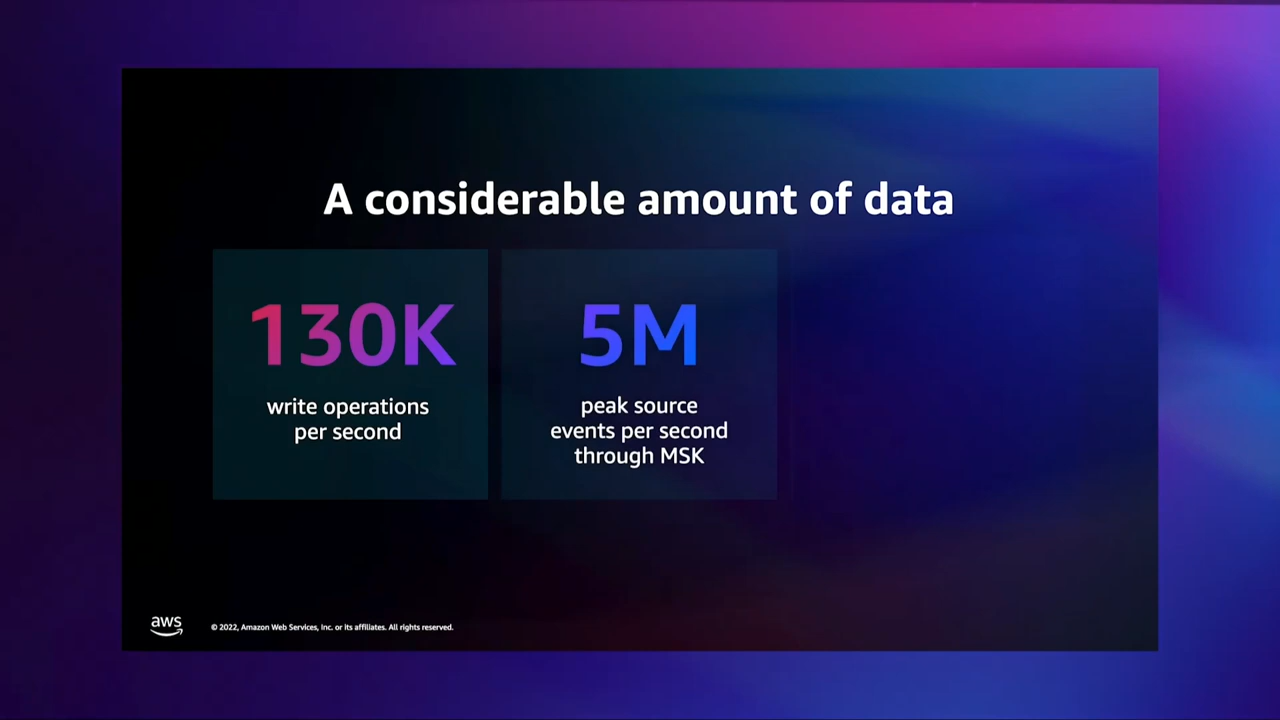 A considerable amount of data
130K
write operations
per second
5M
peak source
events per second
through MSK
aws
© 2022, Amazon Web Services, Inc. or its affiliates. All rights reserved.